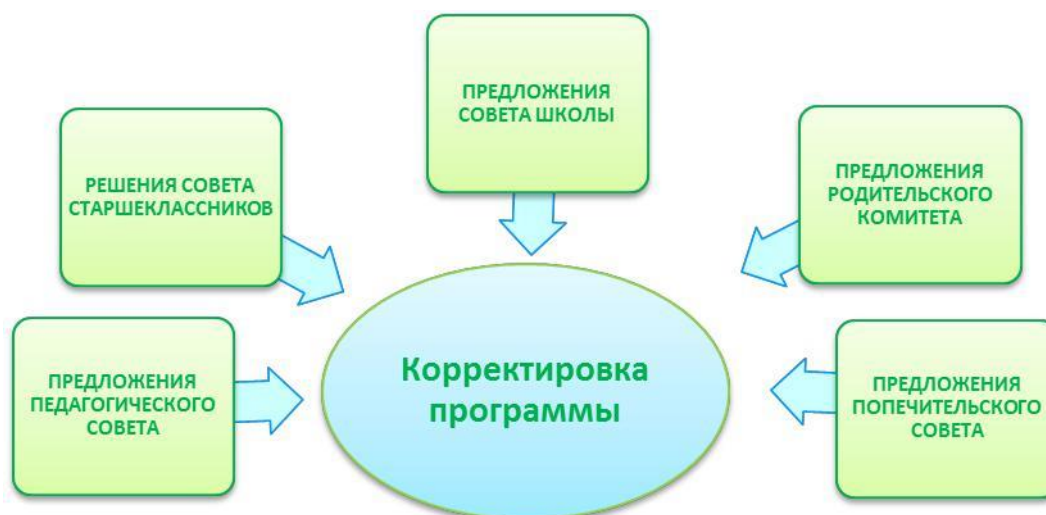 ПРЕДЛОЖЕНИЯ
СОВЕТА ШКОЛЫ
РЕШЕНИЯ СОВЕТА
СТАРШЕКЛАССНИКОВ
ПРЕДЛОЖЕНИЯ
РОДИТЕЛЬСКОГО
КОМИТЕТА
ПРЕДЛОЖЕНИЯ
ПЕДАГОГИЧЕСКОГО
СОВЕТА
Корректировка
программы
ПРЕДЛОЖЕНИЯ
ПОПЕЧИТЕЛЬСКОГО
СОВЕТА